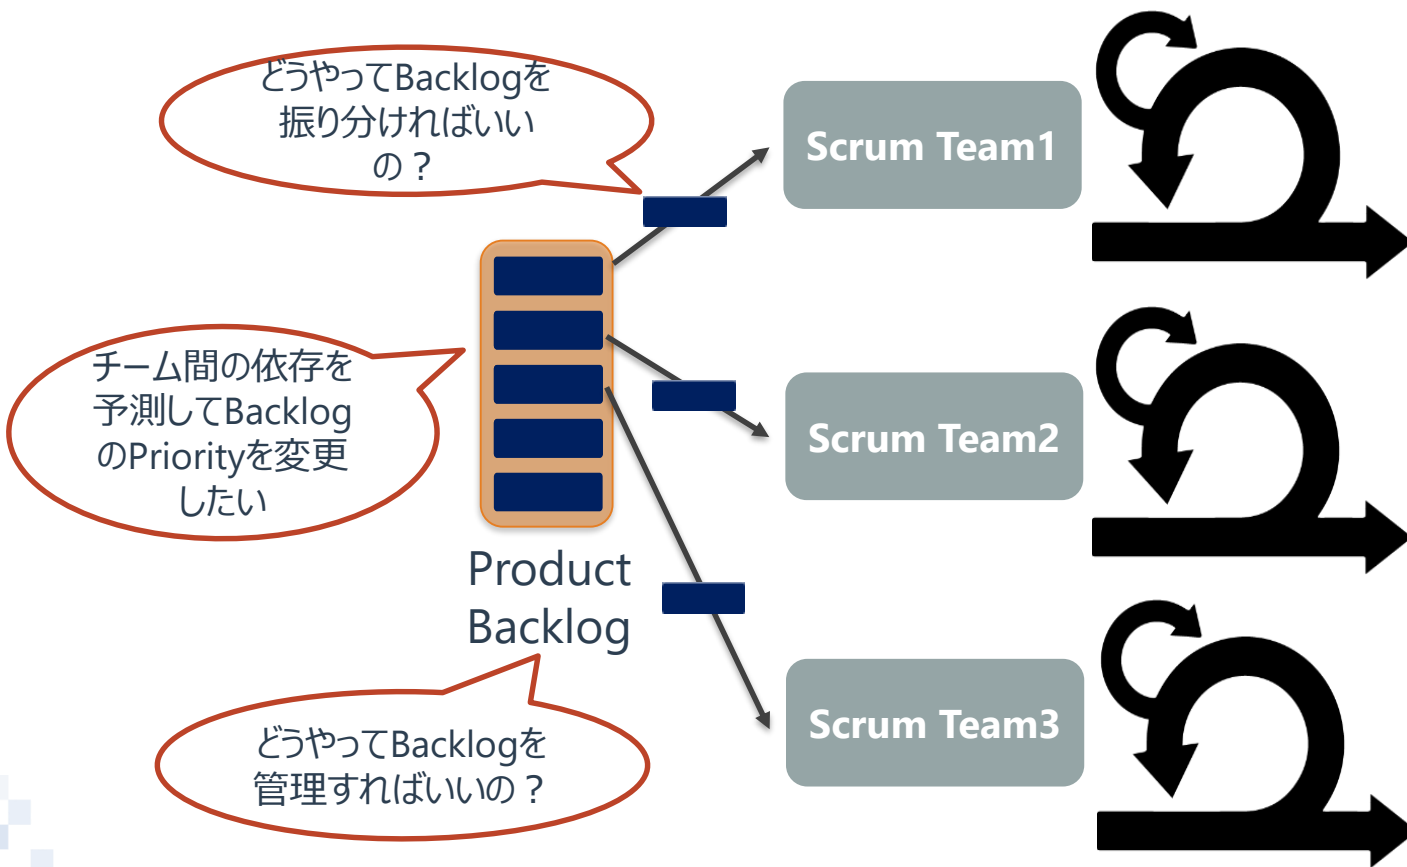 どうやってBacklogを
振り分ければいい
の？
Scrum Team1
チーム間の依存を
予測してBacklog
のPriorityを変更
したい
Scrum Team2
Product
Backlog
Scrum Team3
どうやってBacklogを
管理すればいいの？